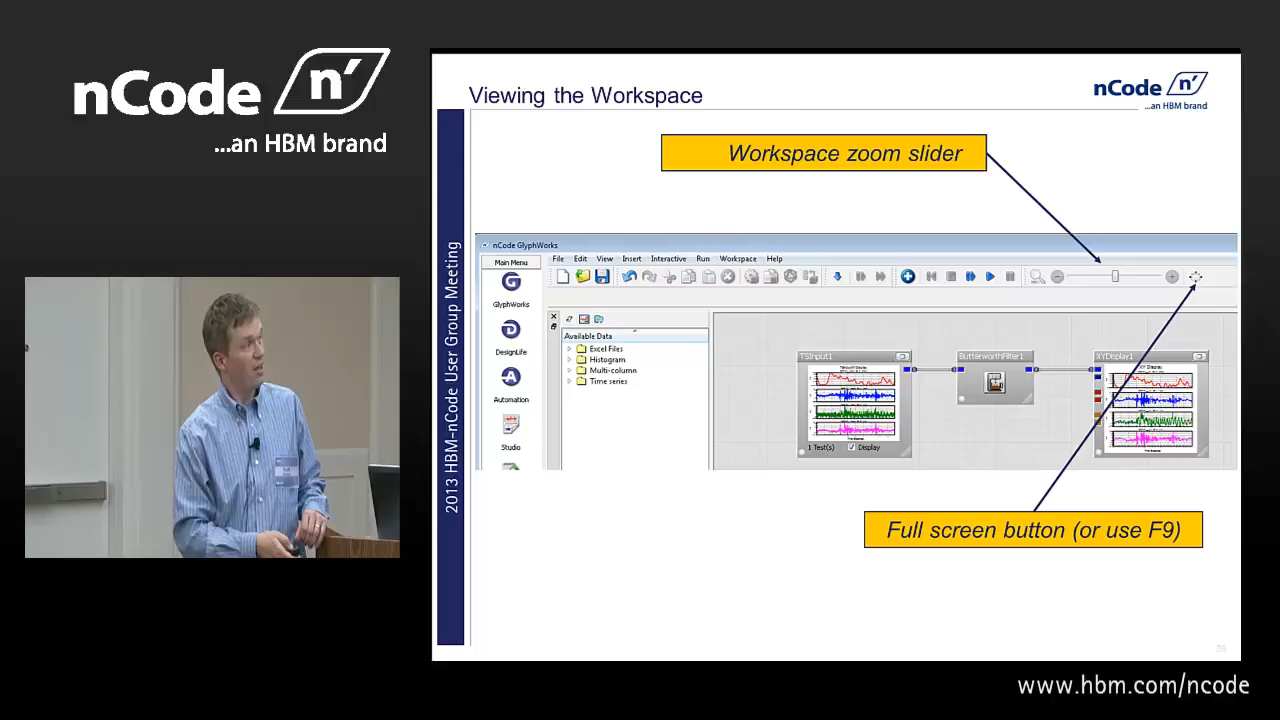 nCode n'
...an HBM brand
Viewing the Workspace
nCode n'
...an HBM brand
2013 HBM-nCode User Group Meeting
Workspace zoom slider
nCode GlyphWorks
Main Menu
File Edit View Insert Interactive Run Workspace Help
GlyphWorks
DesignLife
Automation
Studio
Available Data
Excel Files
Histogram
Multi-column
Time series
TSInput1
1 Test(s) Display
ButterworthFilter1
XYDisplay1
Full screen button (or use F9)
www.hbm.com/ncode